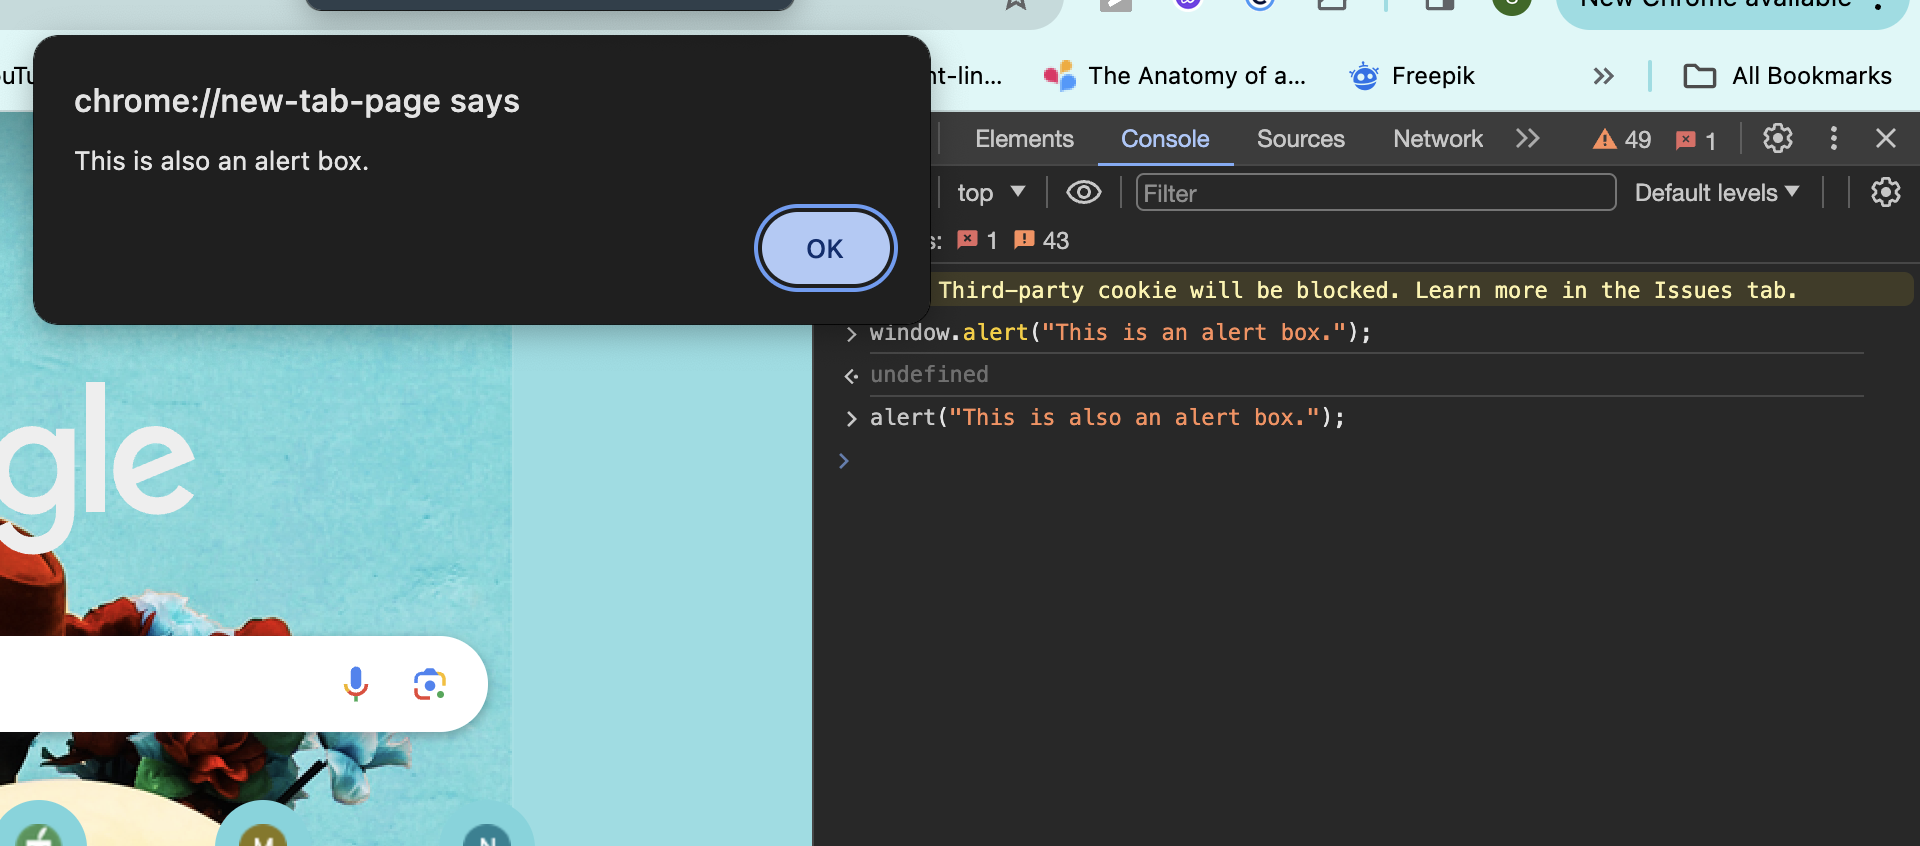 New Chrome available
nt-lin...
The Anatomy of a...
Freepik
All Bookmarks
chrome://new-tab-page says
This is also an alert box.
OK
Elements
Console
Sources
Network
49
1
top
Filter
Default levels
1
43
Third-party cookie will be blocked. Learn more in the Issues tab.
window.alert("This is an alert box.");
undefined
alert("This is also an alert box.");
gle
M
N